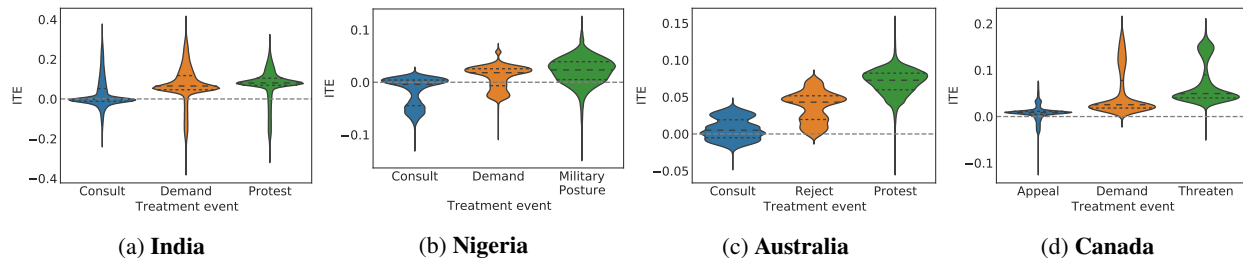 0.4
0.2
0.0
−0.2
−0.4
ITE
Consult Demand Protest
Treatment event
(a) India
0.1
0.0
−0.1
ITE
Consult Demand Military
Posture
Treatment event
(b) Nigeria
0.15
0.10
0.05
0.00
−0.05
ITE
Consult Reject Protest
Treatment event
(c) Australia
0.2
0.1
0.0
−0.1
ITE
Appeal Demand Threaten
Treatment event
(d) Canada